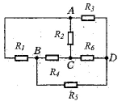 A R₃
R₂
R₁ B R₄ C R₆ D
R₅